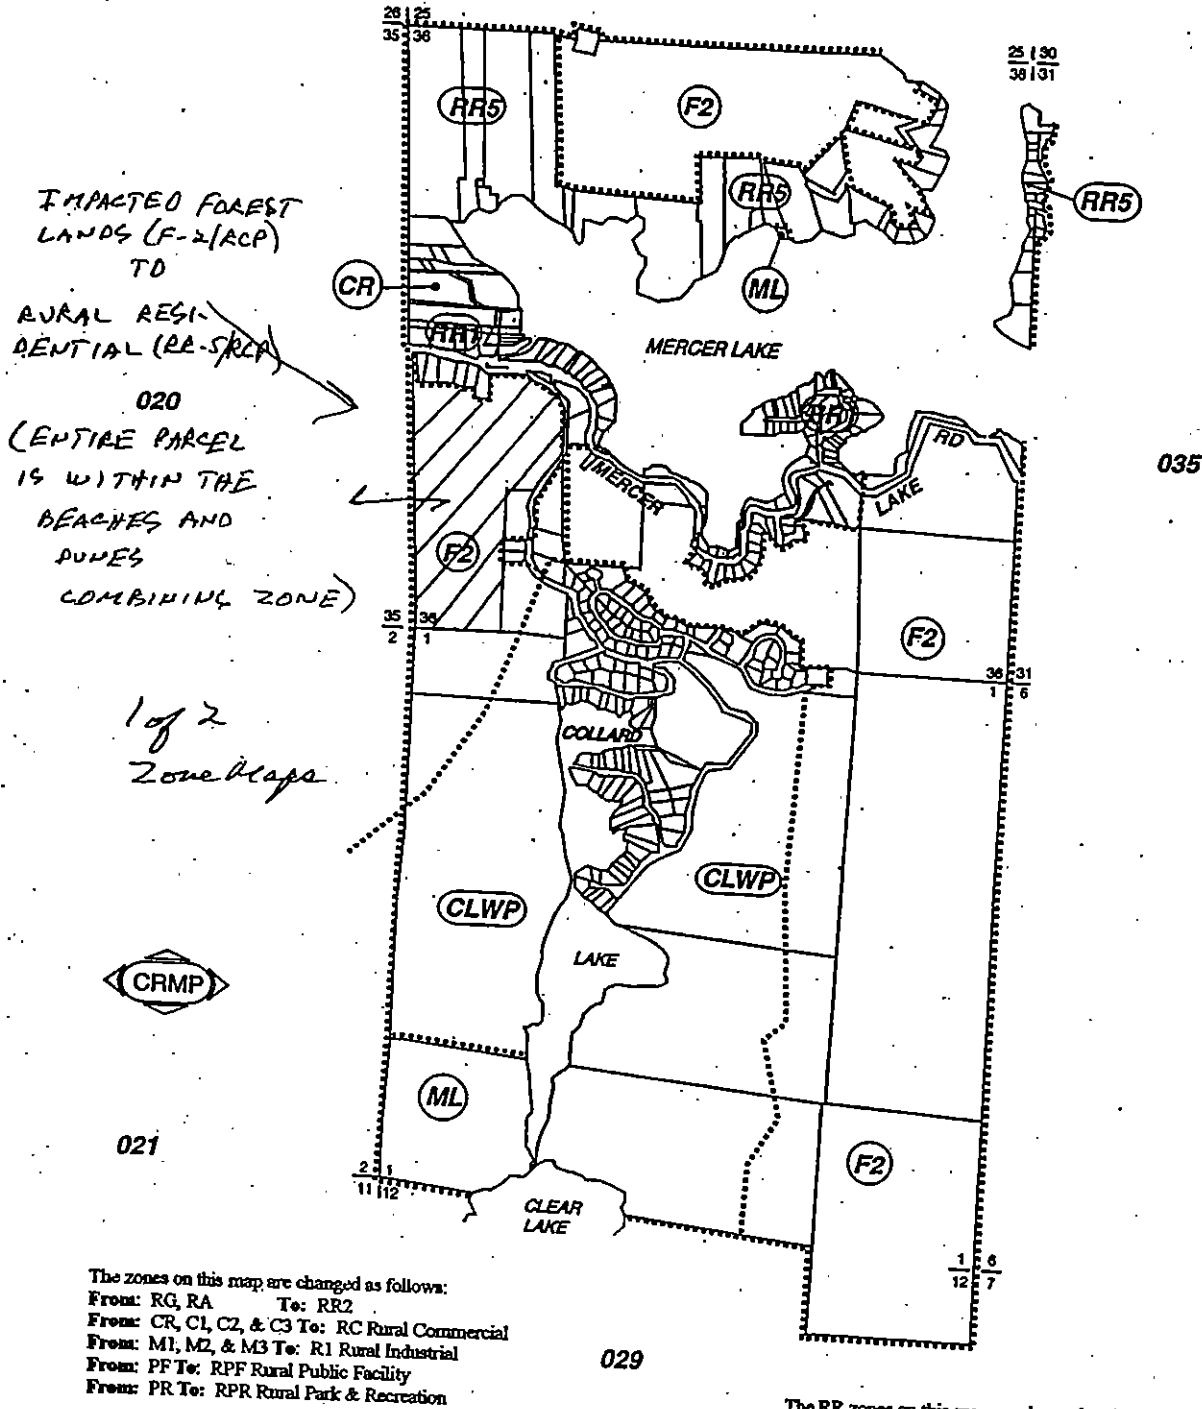 26 | 25
35 | 36
25 | 30
36 | 31
RR5
F2
RR5
RR5
ML
CR
RR1
MERCER LAKE
IMPACTED FOREST
LANDS (F-2/RCP)
TO
RURAL RESI-
DENTIAL (RR-5/RCP)
020
(ENTIRE PARCEL
IS WITHIN THE
BEACHES AND
DUNES
COMBINING ZONE)
MERCER
LAKE
RD
035
F2
35 | 36
2 | 1
F2
36 | 31
1 | 6
1 of 2
Zone Maps
COLLARD
CLWP
CLWP
LAKE
CRMP
ML
021
F2
2 | 1
11 | 12
CLEAR
LAKE
1 | 6
12 | 7
The zones on this map are changed as follows:
From: RG, RA To: RR2
From: CR, C1, C2, & C3 To: RC Rural Commercial
From: M1, M2, & M3 To: R1 Rural Industrial
From: PF To: RPF Rural Public Facility
From: PR To: RPR Rural Park & Recreation
029
The RR zones on this